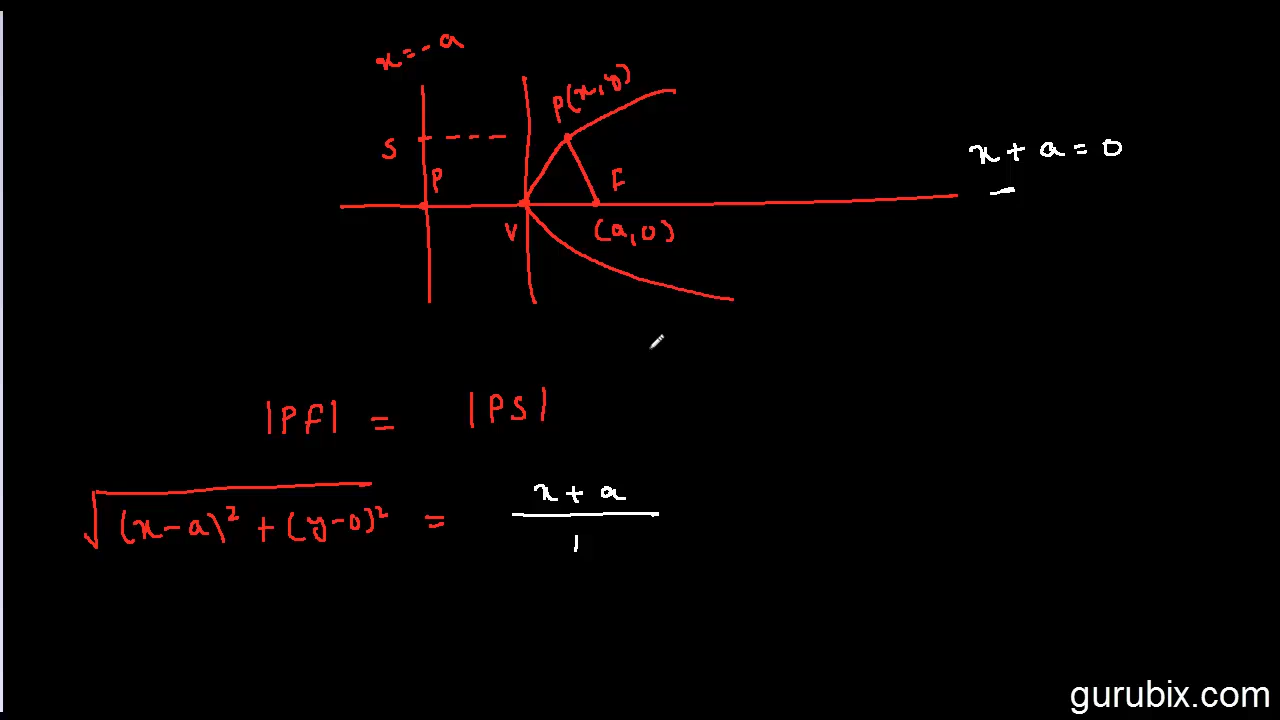 x = - a
P(x, y)
S
x + a = 0
P
F
V
(a, 0)
|PF| = |PS|
√(x-a)² + (y-0)² = x + a / 1
gurubix.com